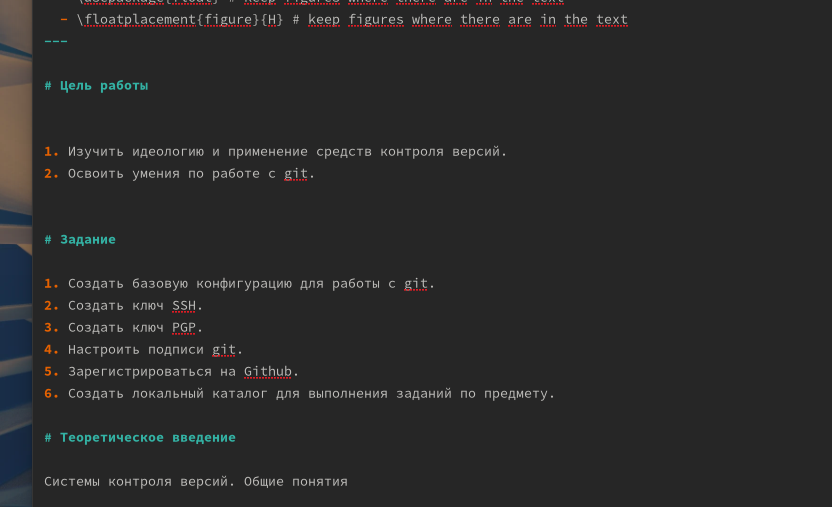 - \floatplacement{figure}{H} # keep figures where there are in the text
---
# Цель работы
1. Изучить идеологию и применение средств контроля версий.
2. Освоить умения по работе с git.
# Задание
1. Создать базовую конфигурацию для работы с git.
2. Создать ключ SSH.
3. Создать ключ PGP.
4. Настроить подписи git.
5. Зарегистрироваться на Github.
6. Создать локальный каталог для выполнения заданий по предмету.
# Теоретическое введение
Системы контроля версий. Общие понятия